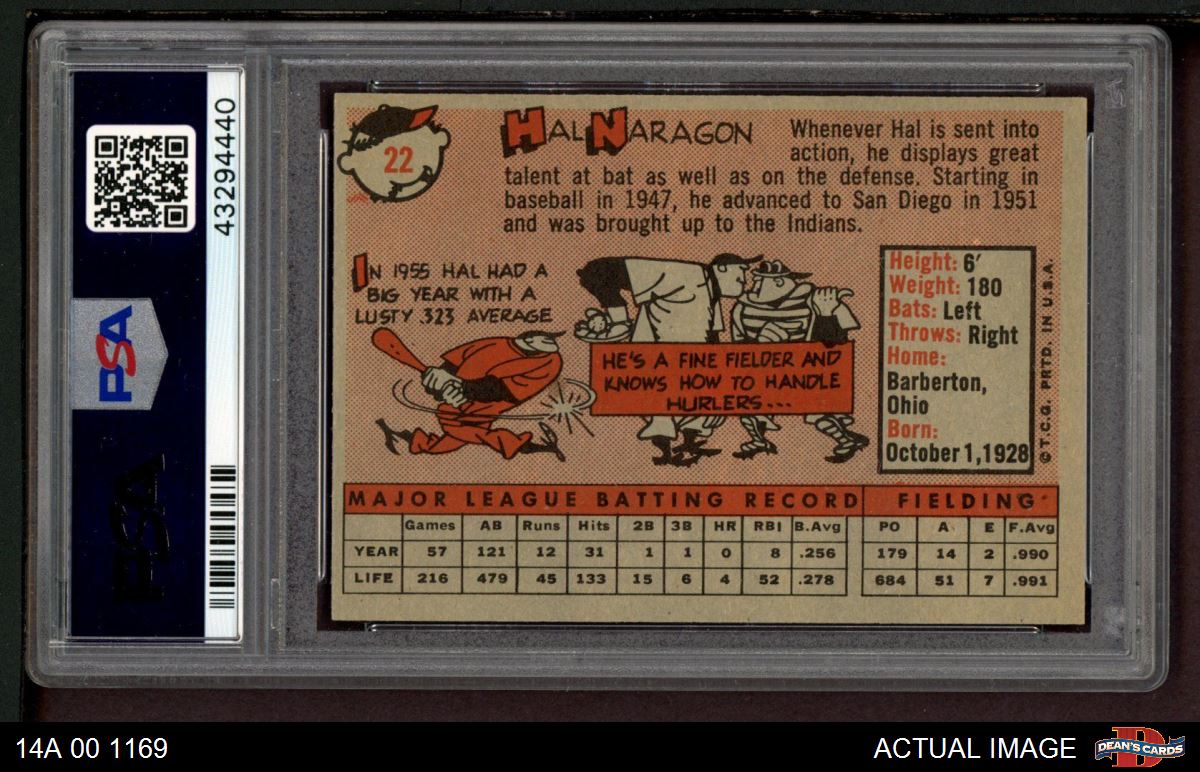 43294440
PSA
PSA
22
HAL NARAGON
Whenever Hal is sent into
action, he displays great
talent at bat as well as on the defense. Starting in
baseball in 1947, he advanced to San Diego in 1951
and was brought up to the Indians.
IN 1955 HAL HAD A
BIG YEAR WITH A
LUSTY .323 AVERAGE
HE'S A FINE FIELDER AND
KNOWS HOW TO HANDLE
HURLERS...
Height: 6'
Weight: 180
Bats: Left
Throws: Right
Home:
Barberton,
Ohio
Born:
October 1, 1928
© T.C.G. PRTD. IN U.S.A.
MAJOR LEAGUE BATTING RECORD FIELDING
Games AB Runs Hits 2B 3B HR RBI B.Avg PO A E F.Avg
YEAR 57 121 12 31 1 1 0 8 .256 179 14 2 .990
LIFE 216 479 45 133 15 6 4 52 .278 684 51 7 .991
14A 00 1169
ACTUAL IMAGE
DEAN'S CARDS